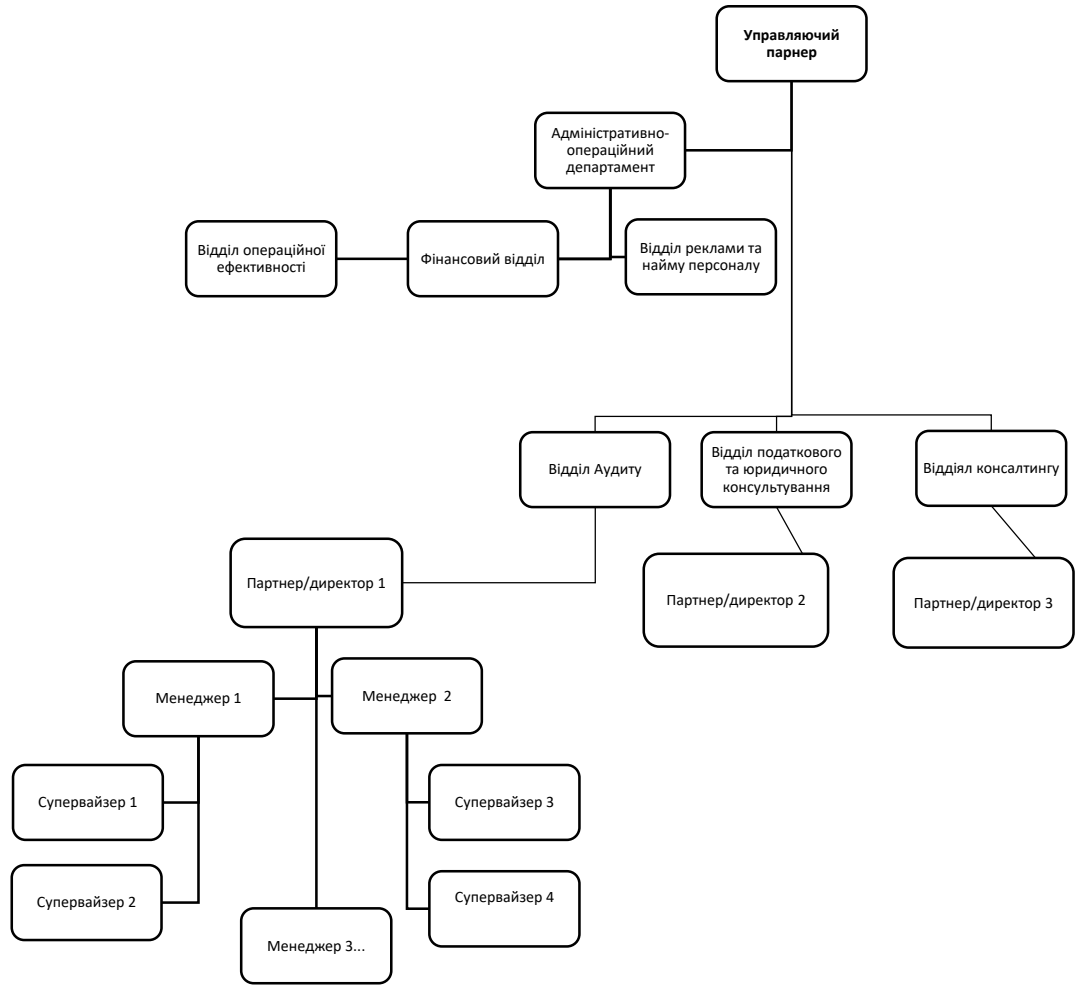 Управляючий
парнер
Адміністративно-
операційний
департамент
Відділ операційної
ефективності
Фінансовий відділ
Відділ реклами та
найму персоналу
Відділ Аудиту
Відділ податкового
та юридичного
консультування
Віддіял консалтингу
Партнер/директор 1
Партнер/директор 2
Партнер/директор 3
Менеджер 1
Менеджер  2
Супервайзер 1
Супервайзер 3
Супервайзер 2
Супервайзер 4
Менеджер 3...